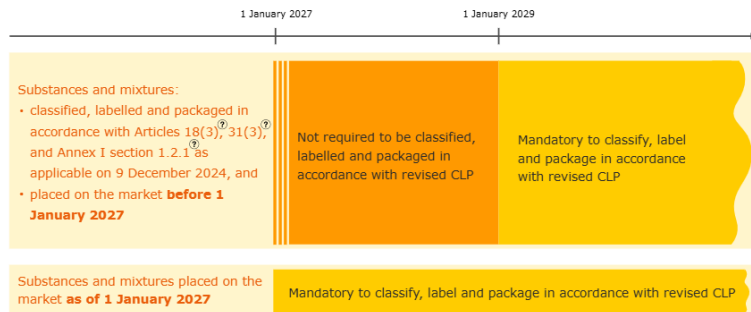 1 January 2027
1 January 2029
Substances and mixtures:
• classified, labelled and packaged in
accordance with Articles 18(3)?, 31(3)?,
and Annex I section 1.2.1? as
applicable on 9 December 2024, and
• placed on the market before 1
January 2027
Not required to be classified,
labelled and packaged in
accordance with revised CLP
Mandatory to classify, label
and package in accordance
with revised CLP
Substances and mixtures placed on the
market as of 1 January 2027
Mandatory to classify, label and package in accordance with revised CLP